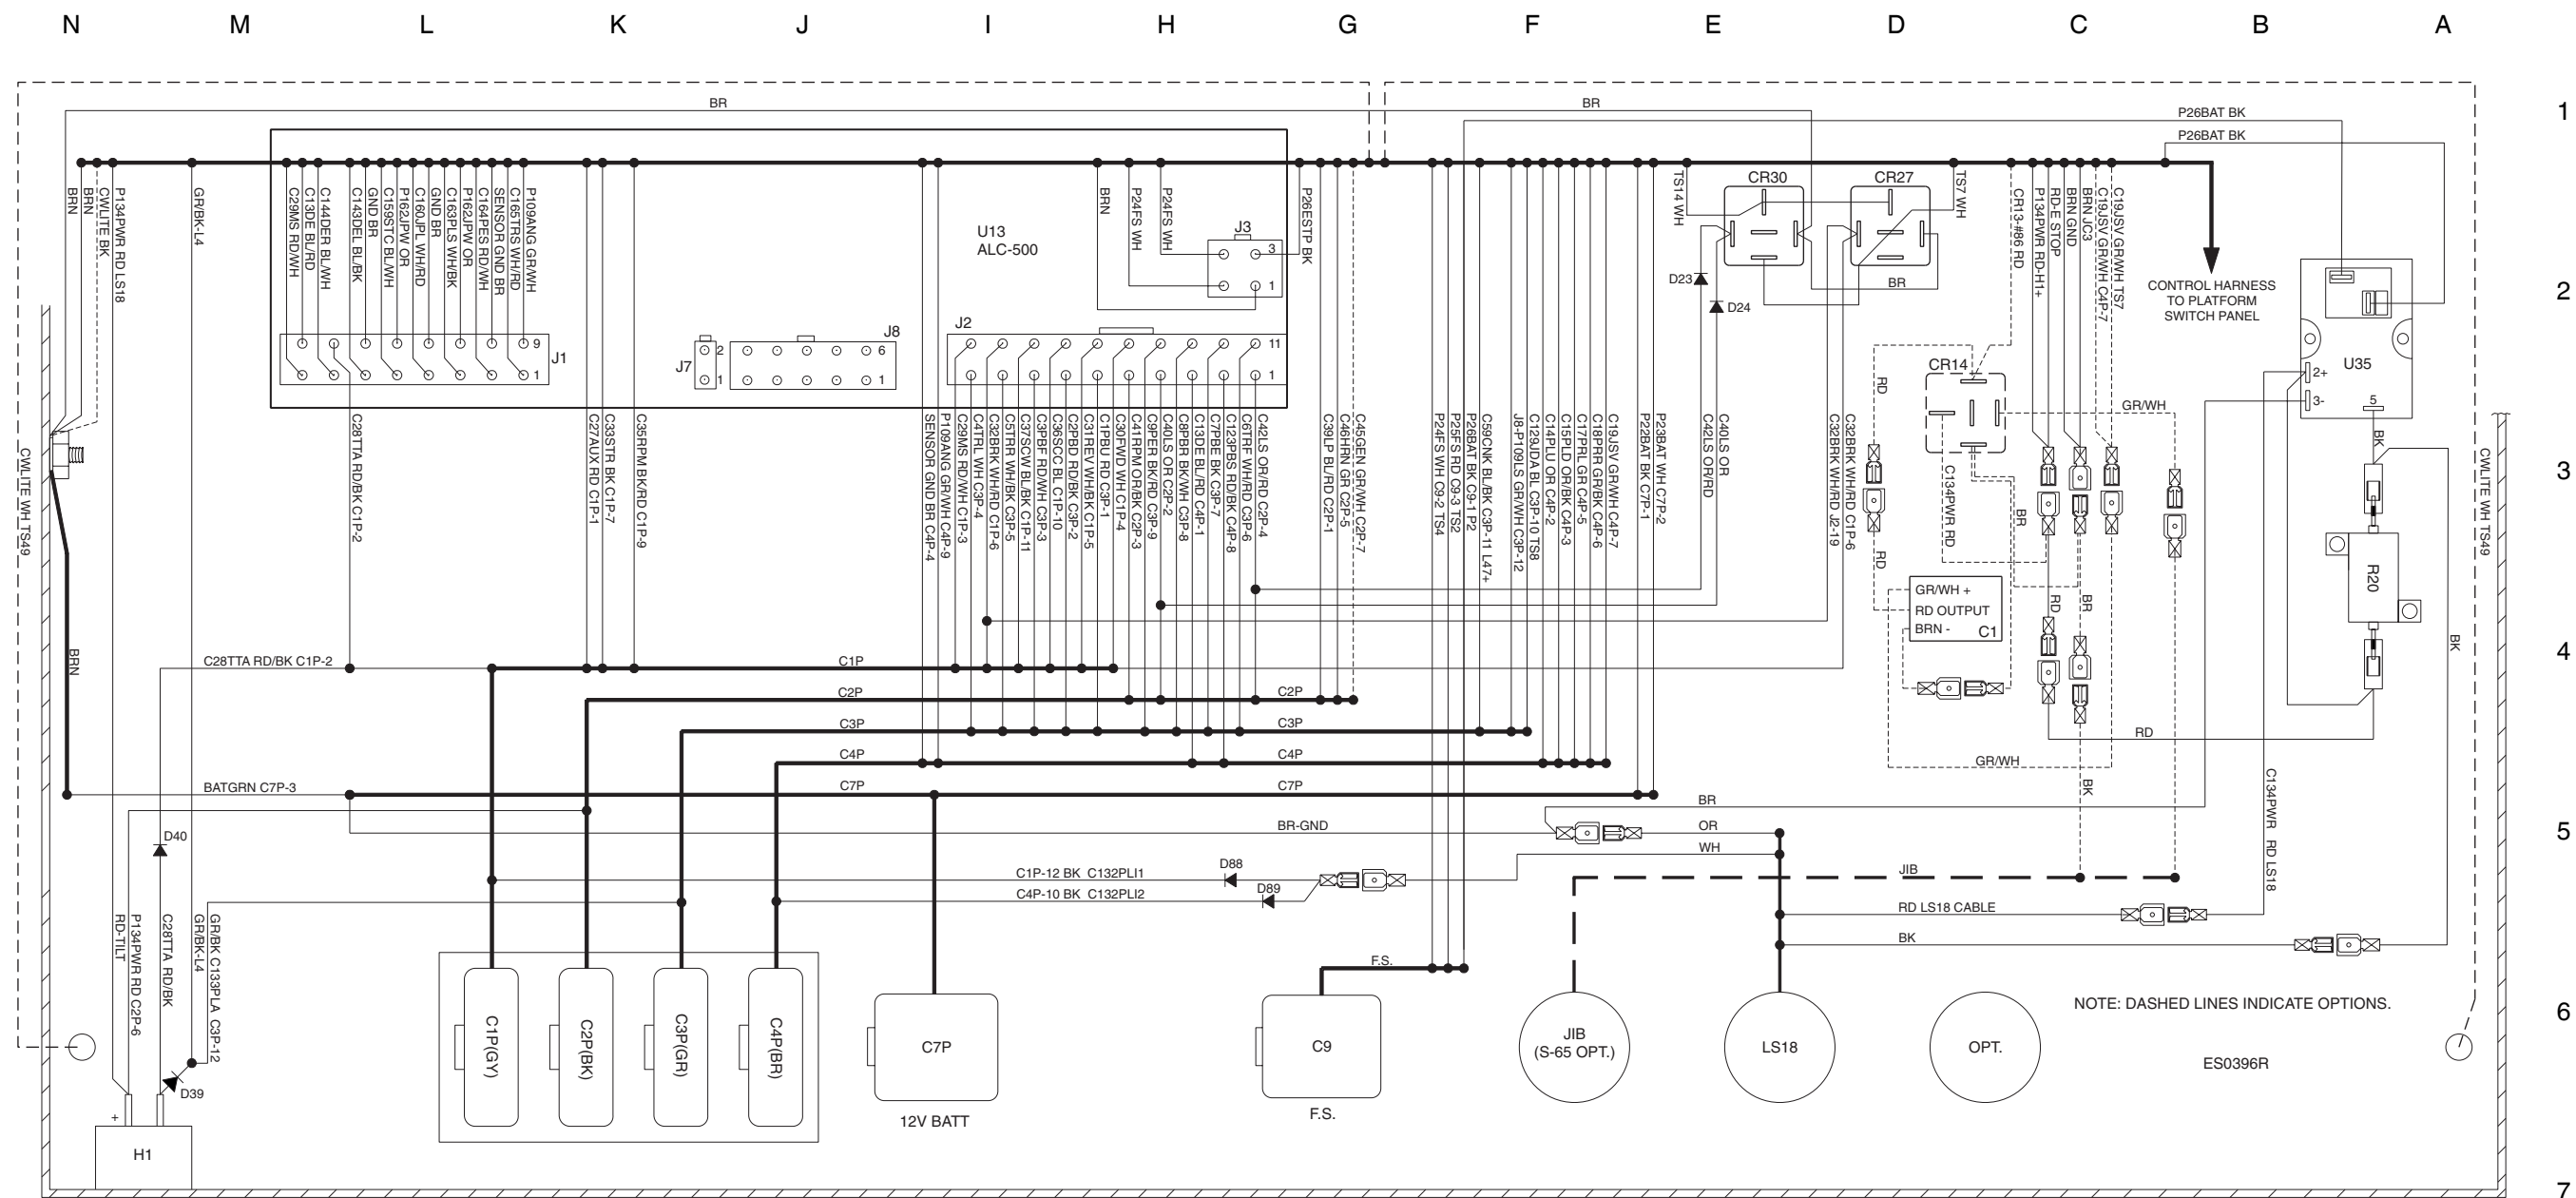 N M L K J I H G F E D C B A
1
2
3
4
5
6
7
BR
BR
P26BAT BK
P26BAT BK
BRN
BRN
CWLITE BK
P134PWR RD LS18
GR/BK-L4
C29MS RD/WH
C13DE BL/RD
C144DER BL/WH
C143DEL BL/BK
GND BR
C159STC BL/WH
P162JPW OR
C160JPL WH/RD
GND BR
C163PLS WH/BK
P162JPW OR
C164PES RD/WH
SENSOR GND BR
C165TRS WH/RD
P109ANG GR/WH
U13
ALC-500
BRN
P24FS WH
P24FS WH
J3
3
1
P26ESTP BK
TS14 WH
CR30
CR27
TS7 WH
CR13-#86 RD
P134PWR RD-H1+
RD-E STOP
BRN GND
BRN JC3
C19JSV GR/WH C4P-7
C19JSV GR/WH TS7
CONTROL HARNESS
TO PLATFORM
SWITCH PANEL
D23
D24
BR
J1
9
1
J7
2
1
J8
6
1
J2
11
1
CR14
RD
GR/WH
U35
2+
3-
5
BK
CWLITE WH TS49
CWLITE WH TS49
C28TTA RD/BK C1P-2
C27AUX RD C1P-1
C33STR BK C1P-7
C35RPM BK/RD C1P-9
SENSOR GND BR C4P-4
P109ANG GR/WH C4P-9
C29MS RD/WH C1P-3
C4TRL WH C3P-4
C32BRK WH/RD C1P-6
C5TRR WH/BK C3P-5
C37SCW BL/BK C1P-11
C3PBF RD/WH C3P-3
C36SCC BL C1P-10
C2PBD RD/BK C3P-2
C31REV WH/BK C1P-5
C1PBU RD C3P-1
C30FWD WH C1P-4
C41RPM OR/BK C2P-3
C9PER BK/RD C3P-9
C40LS OR C2P-2
C8PBR BK/WH C3P-8
C13DE BL/RD C4P-1
C7PBE BK C3P-7
C123PBS RD/BK C4P-8
C6TRF WH/RD C3P-6
C42LS OR/RD C2P-4
C39LP BL/RD C2P-1
C46HRN GR C2P-5
C45GEN GR/WH C2P-7
P24FS WH C9-2 TS4
P25FS RD C9-3 TS2
P26BAT BK C9-1 P2
C59CNK BL/BK C3P-11 L47+
J8-P109LS GR/WH C3P-12
C129JDA BL C3P-10 TS8
C14PLU OR C4P-2
C15PLD OR/BK C4P-3
C17PRL GR C4P-5
C18PRR GR/BK C4P-6
C19JSV GR/WH C4P-7
P22BAT BK C7P-1
P23BAT WH C7P-2
C42LS OR/RD
C40LS OR
C32BRK WH/RD J2-19
C32BRK WH/RD C1P-6
C134PWR RD
BR
RD
R20
GR/WH +
RD OUTPUT
BRN -
C1
RD
BR
BK
BRN
C28TTA RD/BK C1P-2
C1P
C2P
C2P
C3P
C3P
C4P
C4P
RD
GR/WH
BATGRN C7P-3
C7P
C7P
BR
BK
C134PWR RD LS18
D40
BR-GND
OR
WH
D88
C1P-12 BK C132PLI1
D89
C4P-10 BK C132PLI2
JIB
RD LS18 CABLE
BK
RD-TILT
P134PWR RD C2P-6
C28TTA RD/BK
GR/BK-L4
GR/BK C133PLA C3P-12
F.S.
C1P(GY)
C2P(BK)
C3P(GR)
C4P(BR)
C7P
12V BATT
C9
F.S.
JIB
(S-65 OPT.)
LS18
OPT.
NOTE: DASHED LINES INDICATE OPTIONS.
ES0396R
D39
+
H1